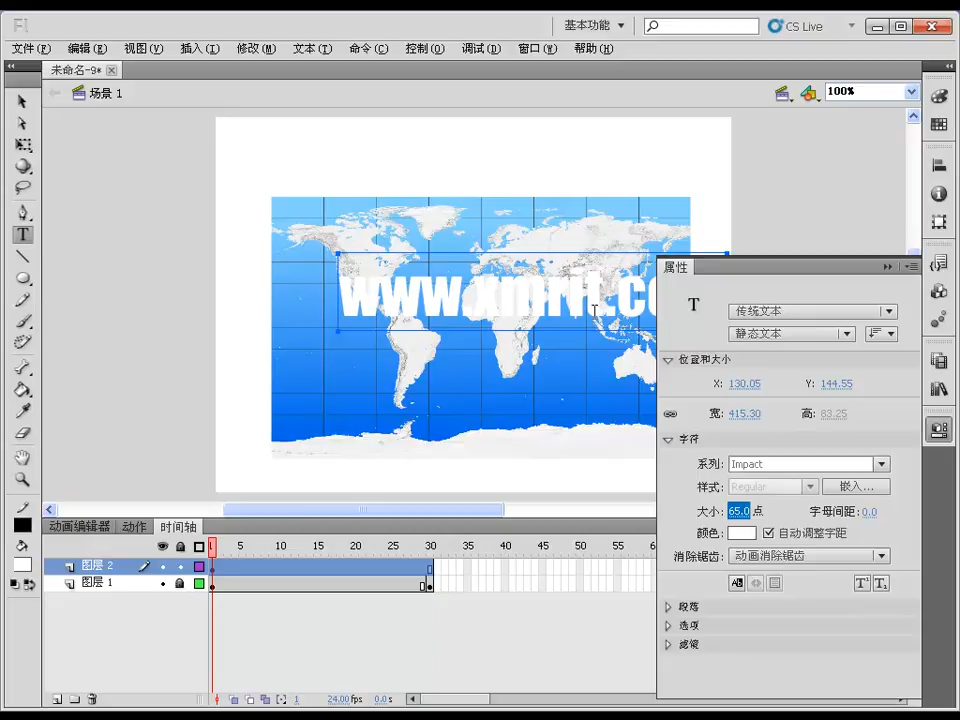 Fl
基本功能
CS Live
文件(F) 编辑(E) 视图(V) 插入(I) 修改(M) 文本(T) 命令(C) 控制(O) 调试(D) 窗口(W) 帮助(H)
未命名-9*
场景 1
100%
www.xmrit.co
属性
T
传统文本
静态文本
位置和大小
X: 130.05 Y: 144.55
宽: 415.30 高: 83.25
字符
系列: Impact
样式: Regular 嵌入...
大小: 65.0 点 字母间距: 0.0
颜色: 自动调整字距
消除锯齿: 动画消除锯齿
段落
选项
滤镜
动画编辑器 动作 时间轴
1 5 10 15 20 25 30 35 40 45 50 55 6
图层 2
图层 1
1 24.00 fps 0.0 s